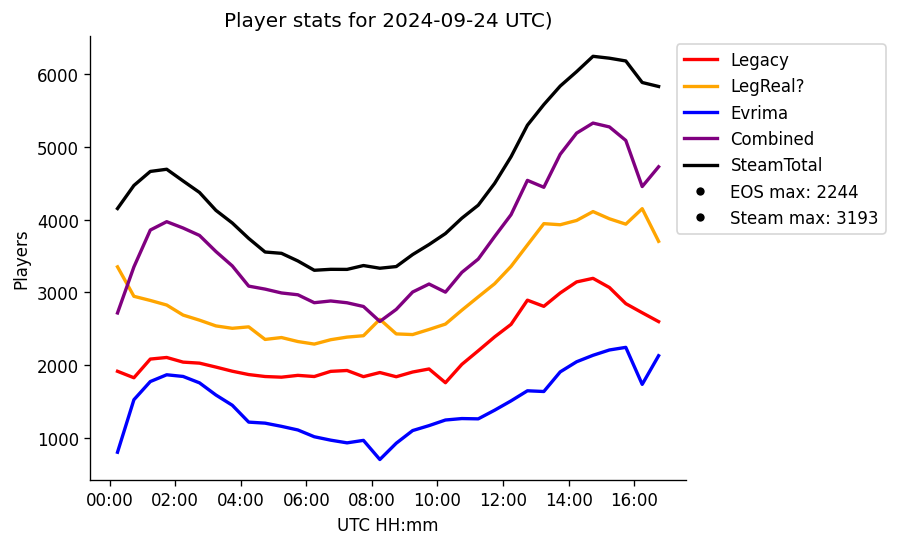 Player stats for 2024-09-24 UTC)
Legacy
LegReal?
Evrima
Combined
SteamTotal
EOS max: 2244
Steam max: 3193
Players
6000
5000
4000
3000
2000
1000
00:00 02:00 04:00 06:00 08:00 10:00 12:00 14:00 16:00
UTC HH:mm